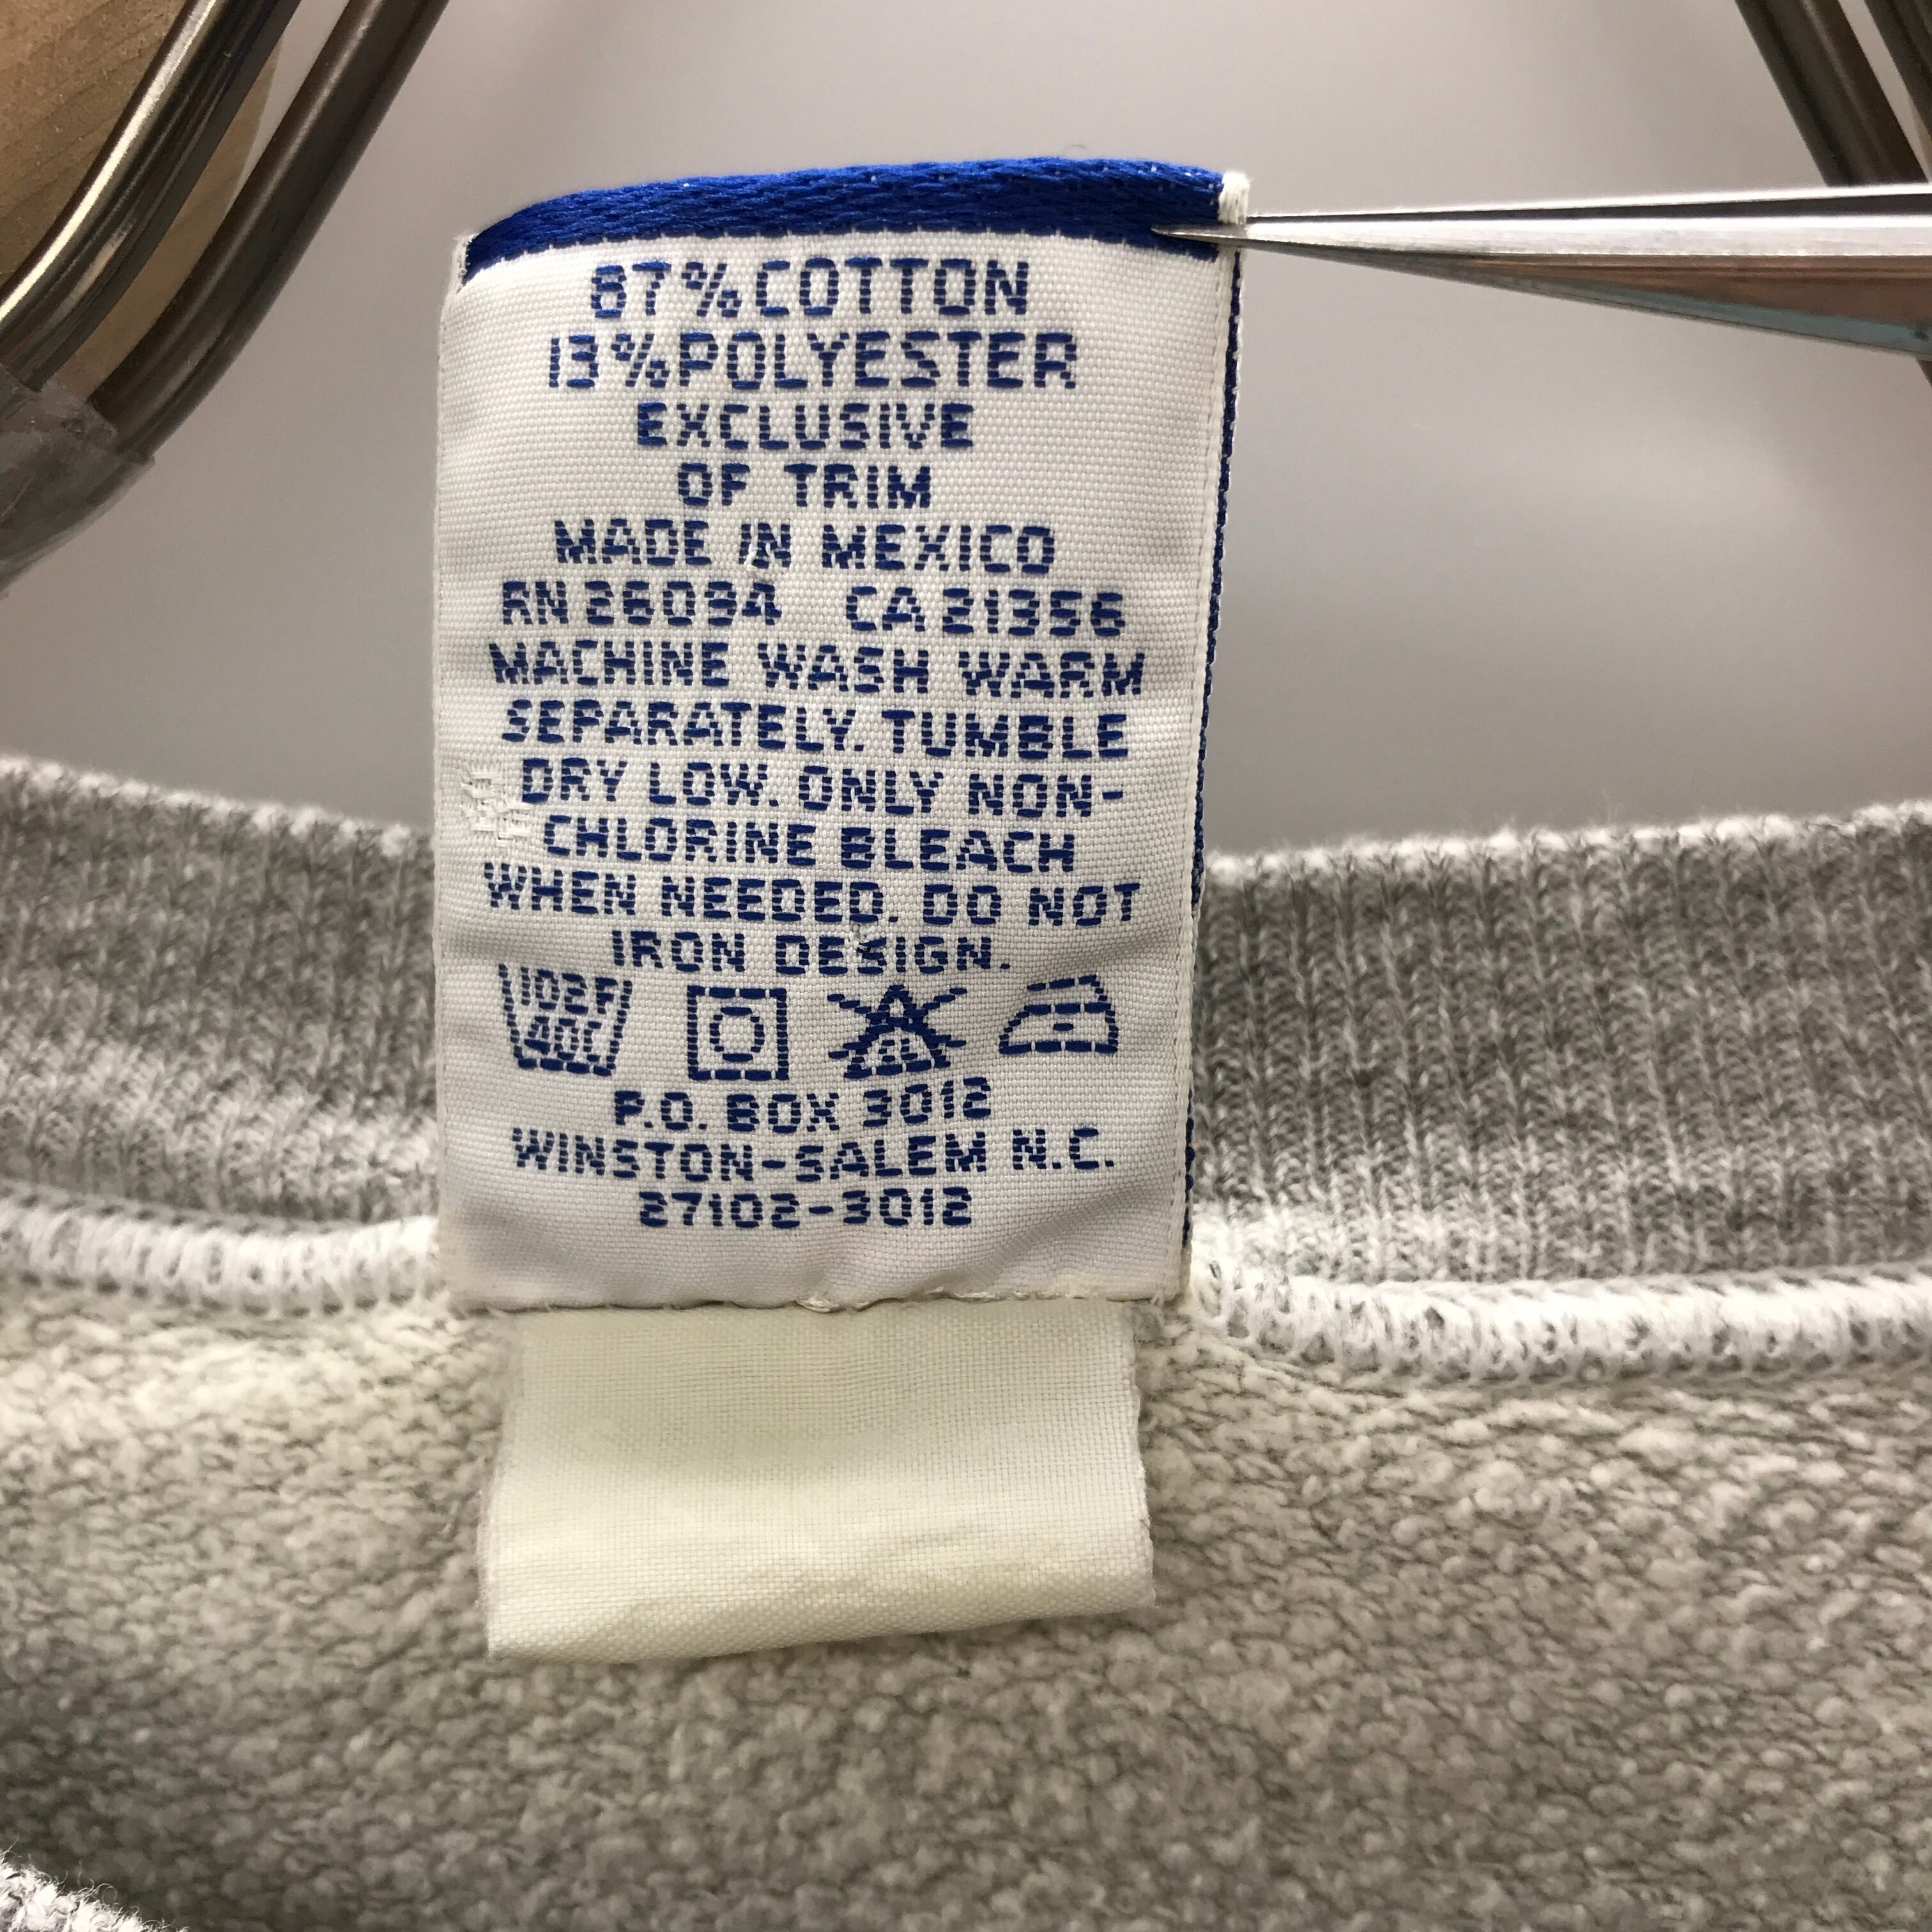 87% COTTON
13% POLYESTER
EXCLUSIVE
OF TRIM
MADE IN MEXICO
RN 26094 CA 21356
MACHINE WASH WARM
SEPARATELY. TUMBLE
DRY LOW. ONLY NON-
CHLORINE BLEACH
WHEN NEEDED. DO NOT
IRON DESIGN.
102F
40C
P.O. BOX 3012
WINSTON-SALEM N.C.
27102-3012